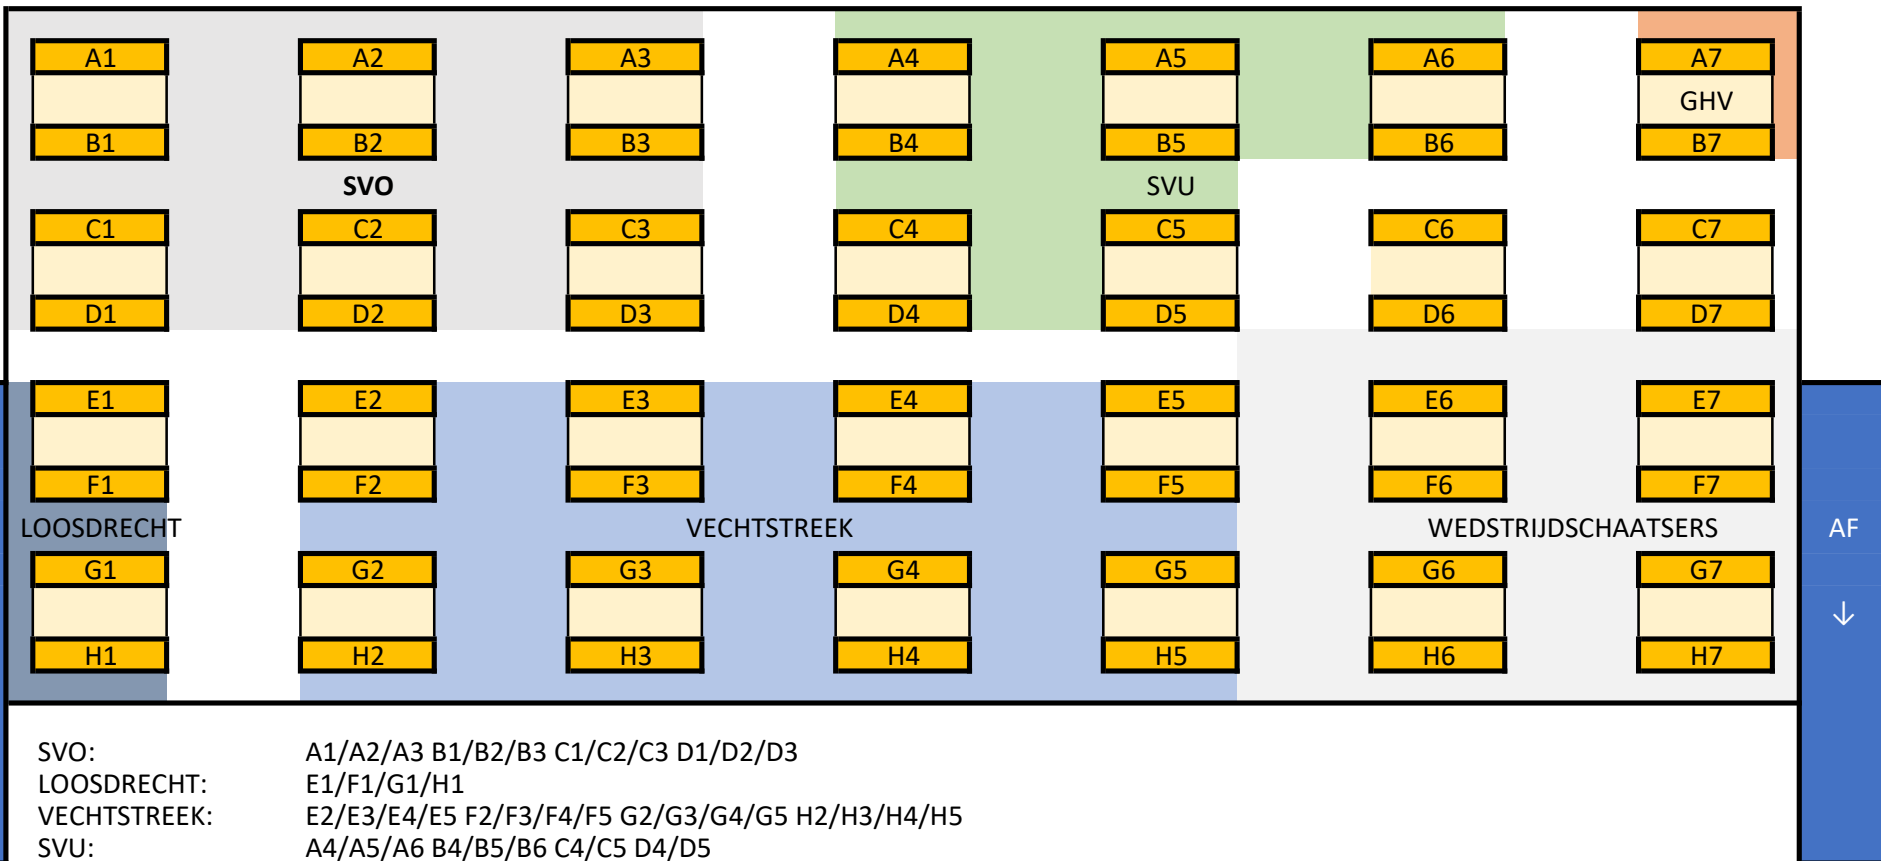 A1 A2 A3 A4 A5 A6 A7
GHV
B1 B2 B3 B4 B5 B6 B7
SVO SVU
C1 C2 C3 C4 C5 C6 C7
D1 D2 D3 D4 D5 D6 D7
E1 E2 E3 E4 E5 E6 E7
F1 F2 F3 F4 F5 F6 F7
LOOSDRECHT VECHTSTREEK WEDSTRIJDSCHAATSERS AF
G1 G2 G3 G4 G5 G6 G7
↓
H1 H2 H3 H4 H5 H6 H7
SVO: A1/A2/A3 B1/B2/B3 C1/C2/C3 D1/D2/D3
LOOSDRECHT: E1/F1/G1/H1
VECHTSTREEK: E2/E3/E4/E5 F2/F3/F4/F5 G2/G3/G4/G5 H2/H3/H4/H5
SVU: A4/A5/A6 B4/B5/B6 C4/C5 D4/D5